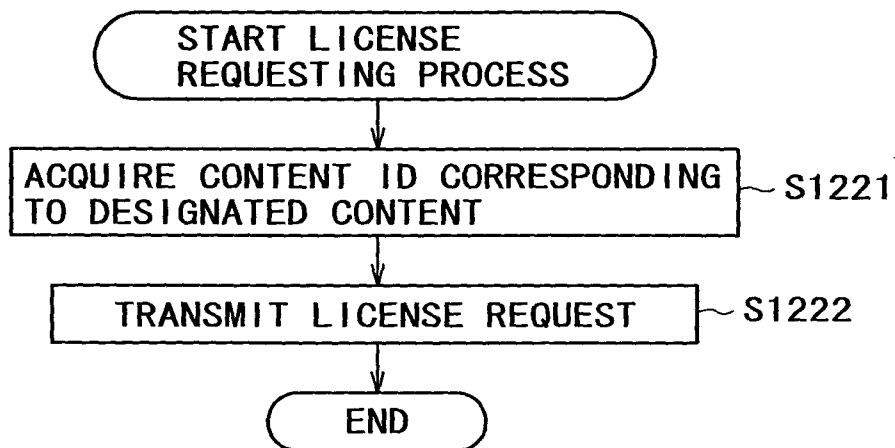 START LICENSE
REQUESTING PROCESS
ACQUIRE CONTENT ID CORRESPONDING
TO DESIGNATED CONTENT
S1221
TRANSMIT LICENSE REQUEST
S1222
END